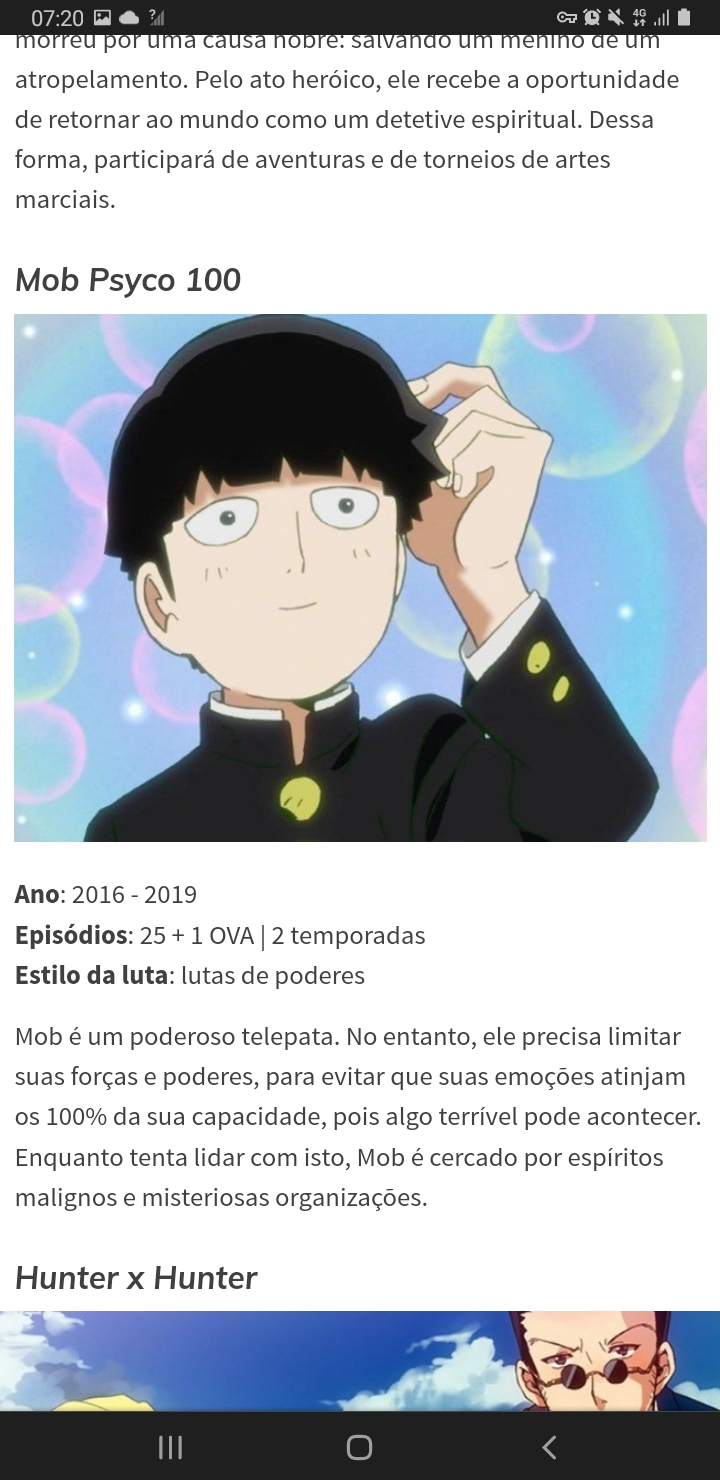 07:20
4G
morreu por uma causa nobre: salvando um menino de um
atropelamento. Pelo ato heróico, ele recebe a oportunidade
de retornar ao mundo como um detetive espiritual. Dessa
forma, participará de aventuras e de torneios de artes
marciais.
Mob Psyco 100
Ano: 2016 - 2019
Episódios: 25 + 1 OVA | 2 temporadas
Estilo da luta: lutas de poderes
Mob é um poderoso telepata. No entanto, ele precisa limitar
suas forças e poderes, para evitar que suas emoções atinjam
os 100% da sua capacidade, pois algo terrível pode acontecer.
Enquanto tenta lidar com isto, Mob é cercado por espíritos
malignos e misteriosas organizações.
Hunter x Hunter